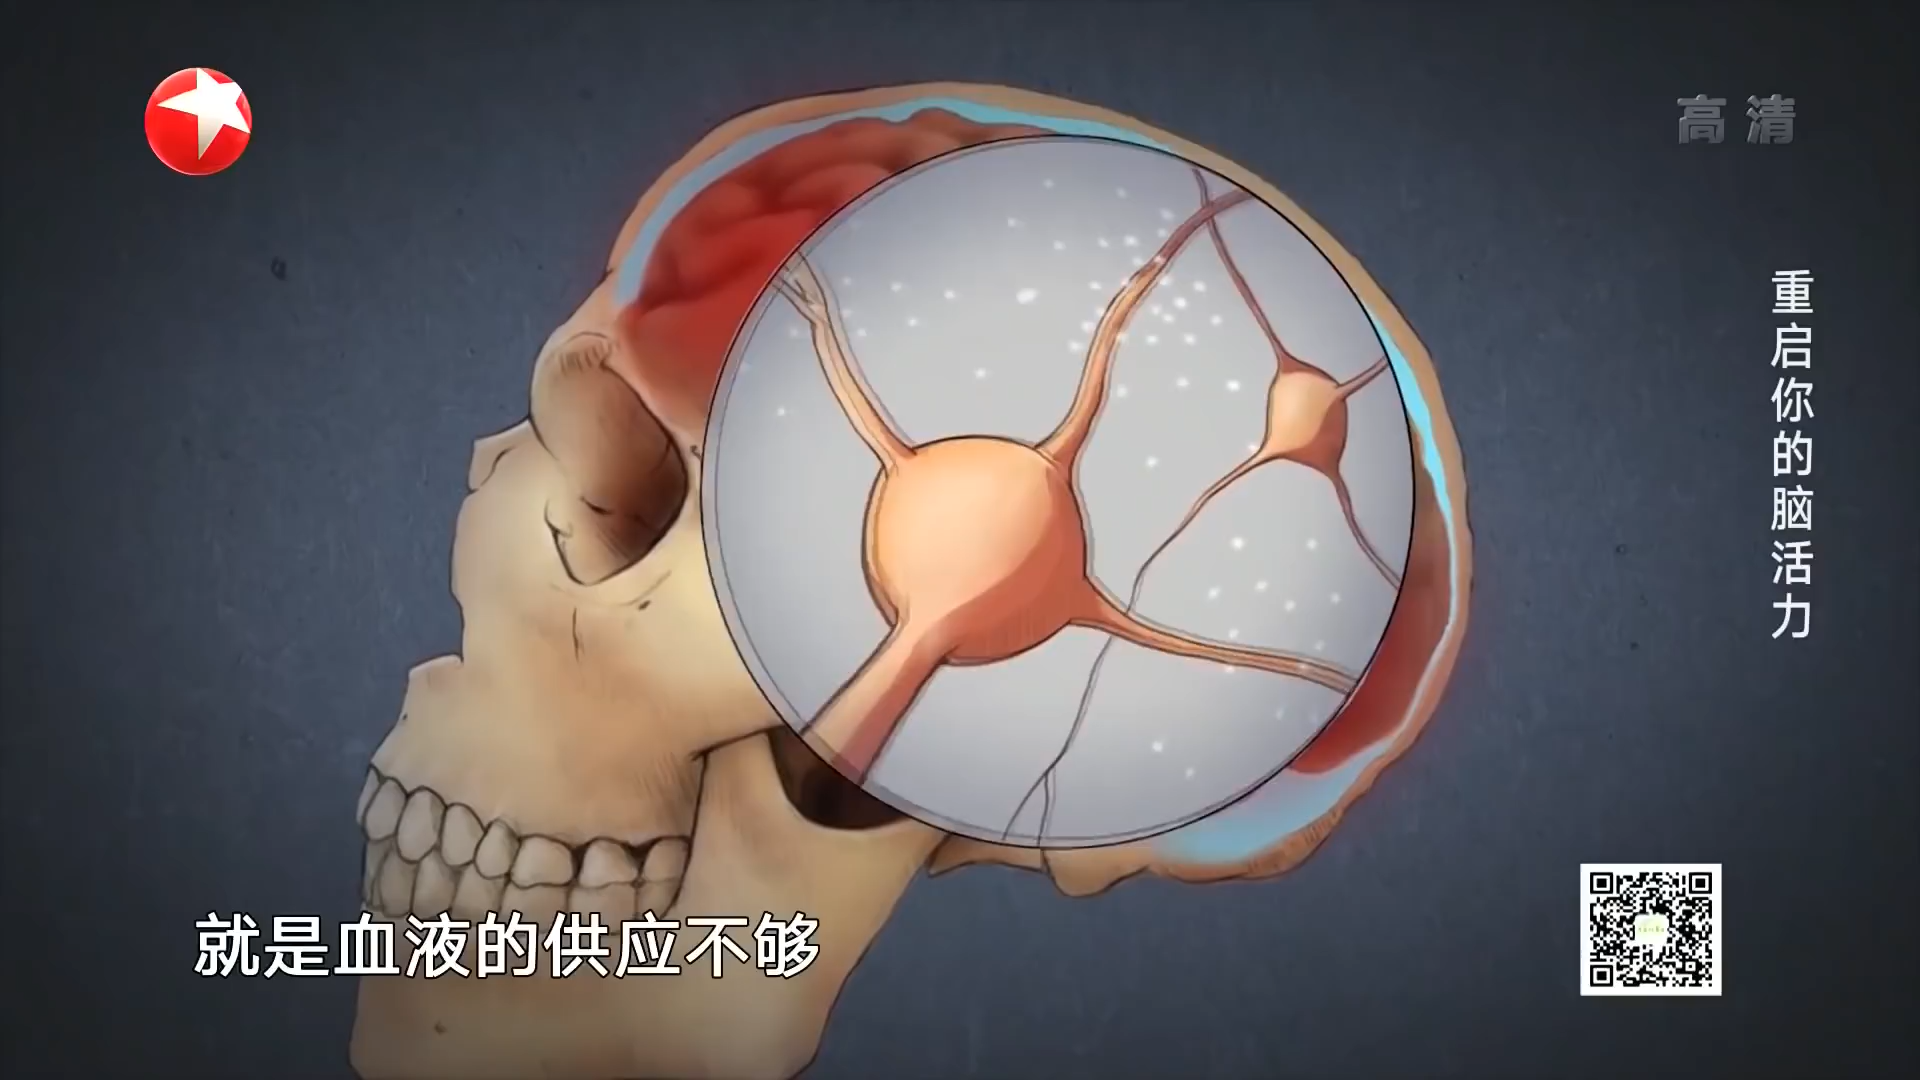 高清
重启你的脑活力
就是血液的供应不够